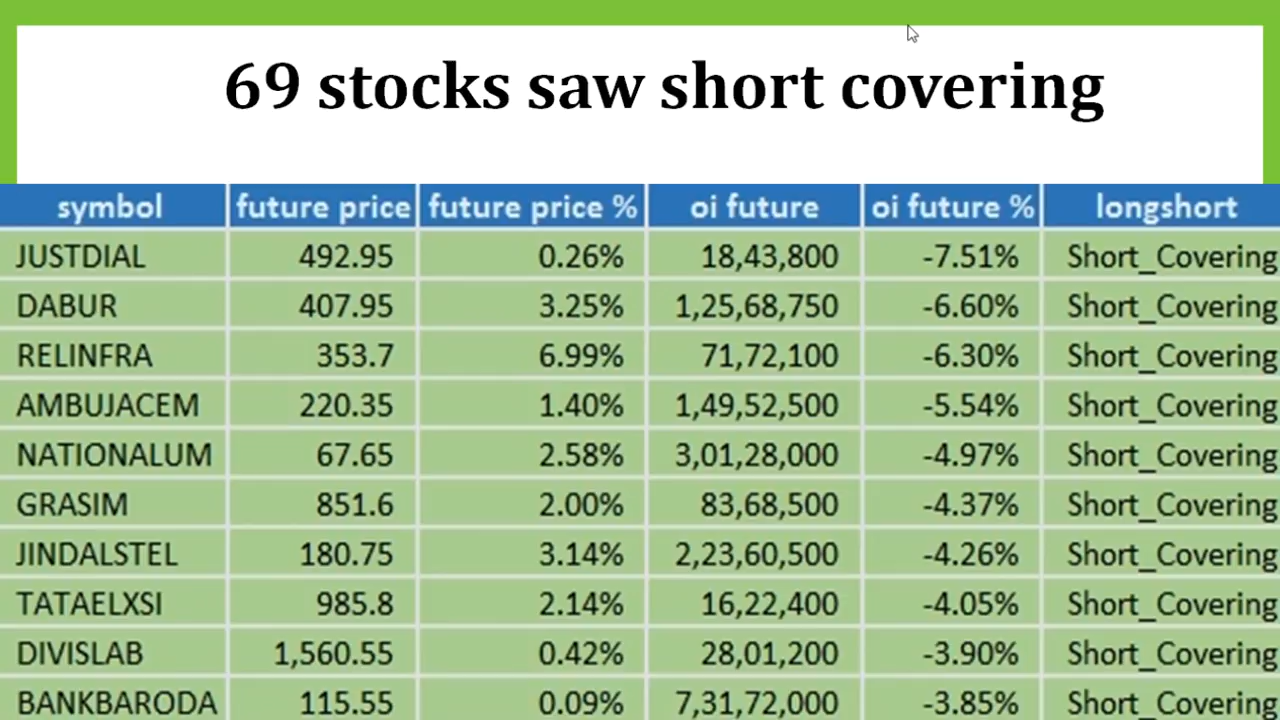 69 stocks saw short covering
symbol future price future price % oi future oi future % longshort
JUSTDIAL 492.95 0.26% 18,43,800 -7.51% Short_Covering
DABUR 407.95 3.25% 1,25,68,750 -6.60% Short_Covering
RELINFRA 353.7 6.99% 71,72,100 -6.30% Short_Covering
AMBUJACEM 220.35 1.40% 1,49,52,500 -5.54% Short_Covering
NATIONALUM 67.65 2.58% 3,01,28,000 -4.97% Short_Covering
GRASIM 851.6 2.00% 83,68,500 -4.37% Short_Covering
JINDALSTEL 180.75 3.14% 2,23,60,500 -4.26% Short_Covering
TATAELXSI 985.8 2.14% 16,22,400 -4.05% Short_Covering
DIVISLAB 1,560.55 0.42% 28,01,200 -3.90% Short_Covering
BANKBARODA 115.55 0.09% 7,31,72,000 -3.85% Short_Covering